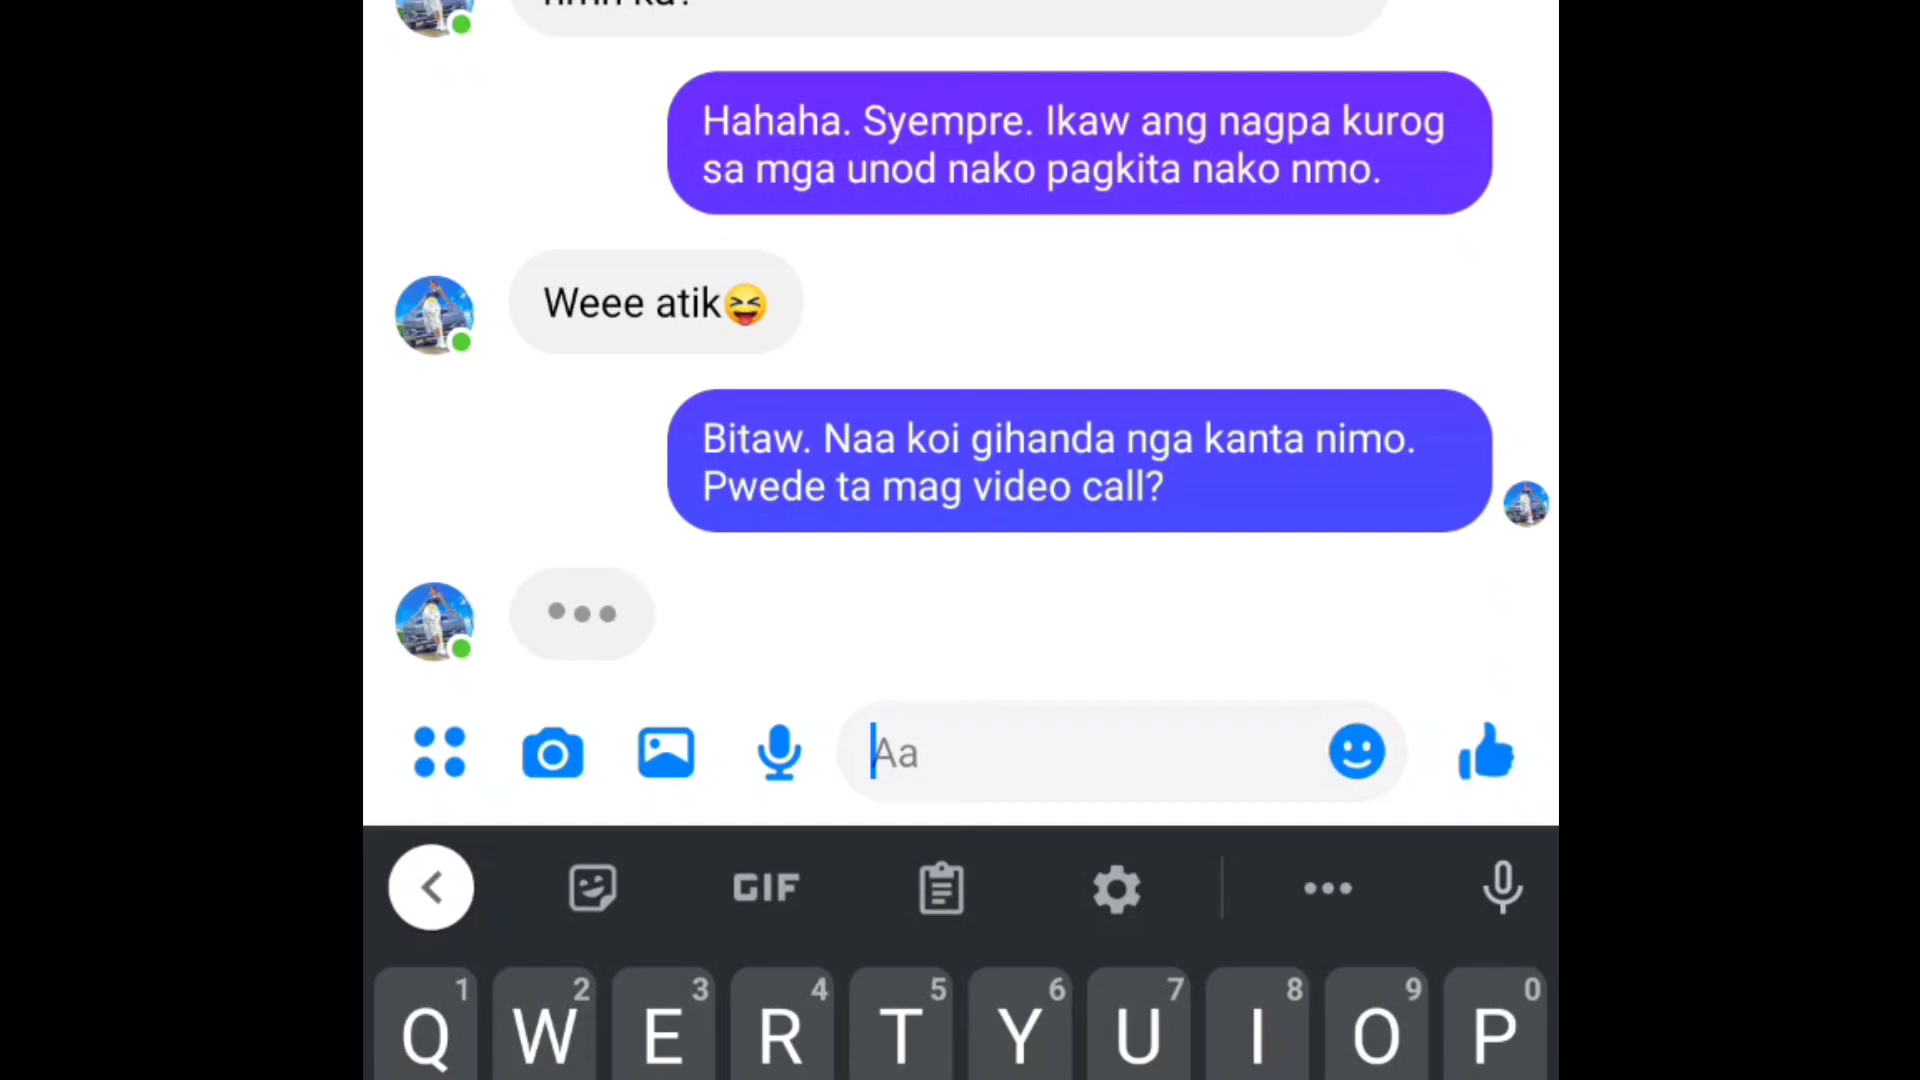 Hahaha. Syempre. Ikaw ang nagpa kurog
sa mga unod nako pagkita nako nmo.
Weee atik😝
Bitaw. Naa koi gihanda nga kanta nimo.
Pwede ta mag video call?
Aa
GIF
1 2 3 4 5 6 7 8 9 0
Q W E R T Y U I O P